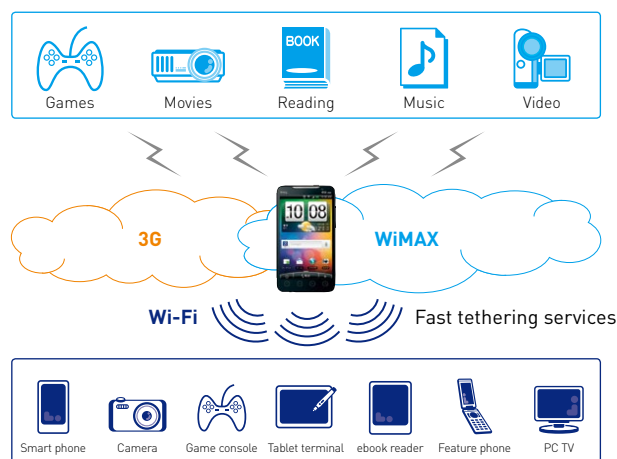 BOOK
Games Movies Reading Music Video
10 08
3G WiMAX
Wi-Fi Fast tethering services
Smart phone Camera Game console Tablet terminal ebook reader Feature phone PC TV